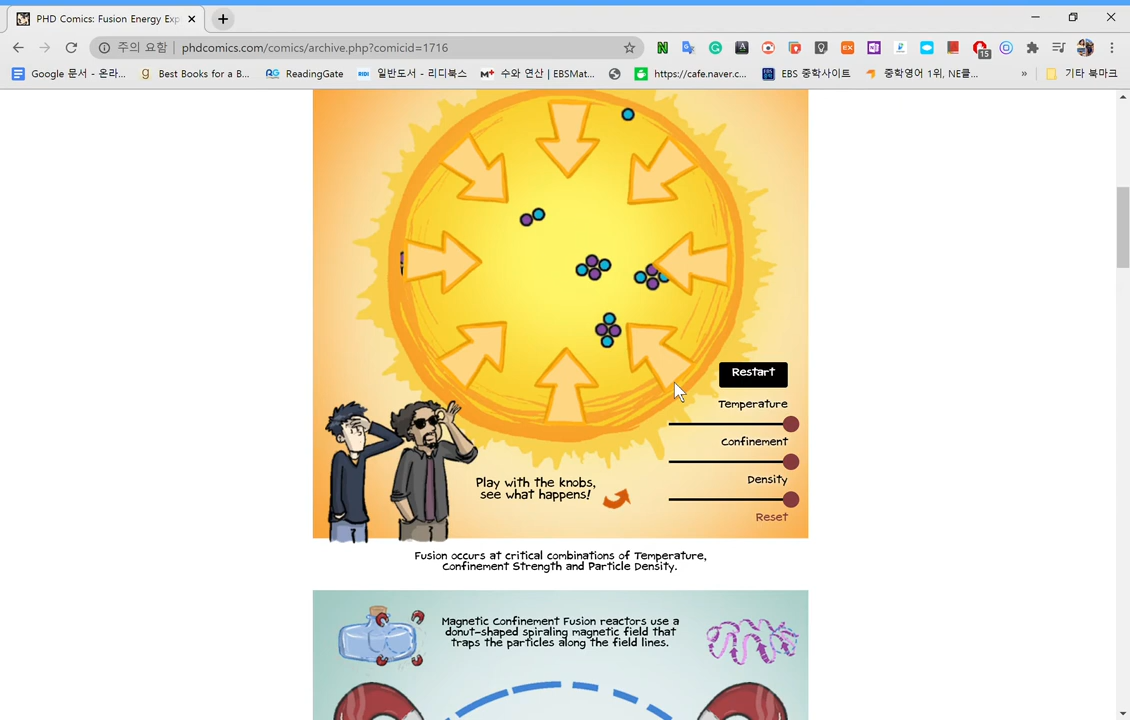 PHD Comics: Fusion Energy Exp
주의 요함
phdcomics.com/comics/archive.php?comicid=1716
15
Google 문서 - 온라...
Best Books for a B...
ReadingGate
RIDI 일반도서 - 리디북스
M+ 수와 연산 | EBSMat...
https://cafe.naver.c...
EBS 중학사이트
중학영어 1위, NE클...
»
기타 북마크
Restart
Temperature
Confinement
Density
Reset
Play with the knobs,
see what happens!
Fusion occurs at critical combinations of Temperature,
Confinement Strength and Particle Density.
Magnetic Confinement Fusion reactors use a
donut-shaped spiraling magnetic field that
traps the particles along the field lines.